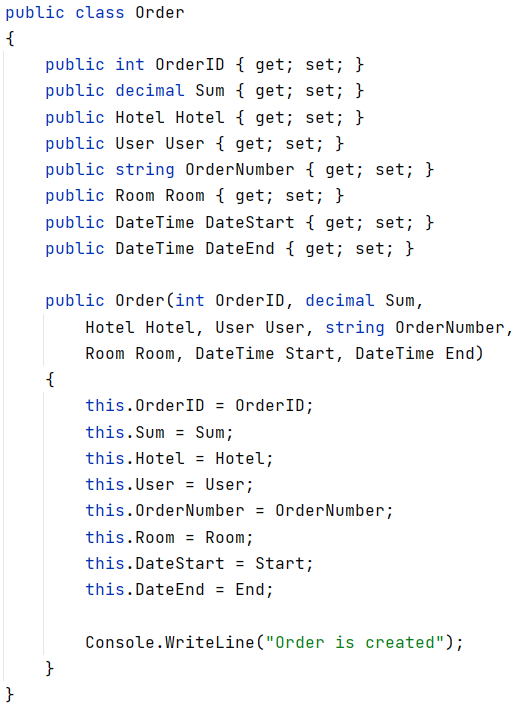 public class Order
{
    public int OrderID { get; set; }
    public decimal Sum { get; set; }
    public Hotel Hotel { get; set; }
    public User User { get; set; }
    public string OrderNumber { get; set; }
    public Room Room { get; set; }
    public DateTime DateStart { get; set; }
    public DateTime DateEnd { get; set; }

    public Order(int OrderID, decimal Sum,
        Hotel Hotel, User User, string OrderNumber,
        Room Room, DateTime Start, DateTime End)
    {
        this.OrderID = OrderID;
        this.Sum = Sum;
        this.Hotel = Hotel;
        this.User = User;
        this.OrderNumber = OrderNumber;
        this.Room = Room;
        this.DateStart = Start;
        this.DateEnd = End;

        Console.WriteLine("Order is created");
    }
}